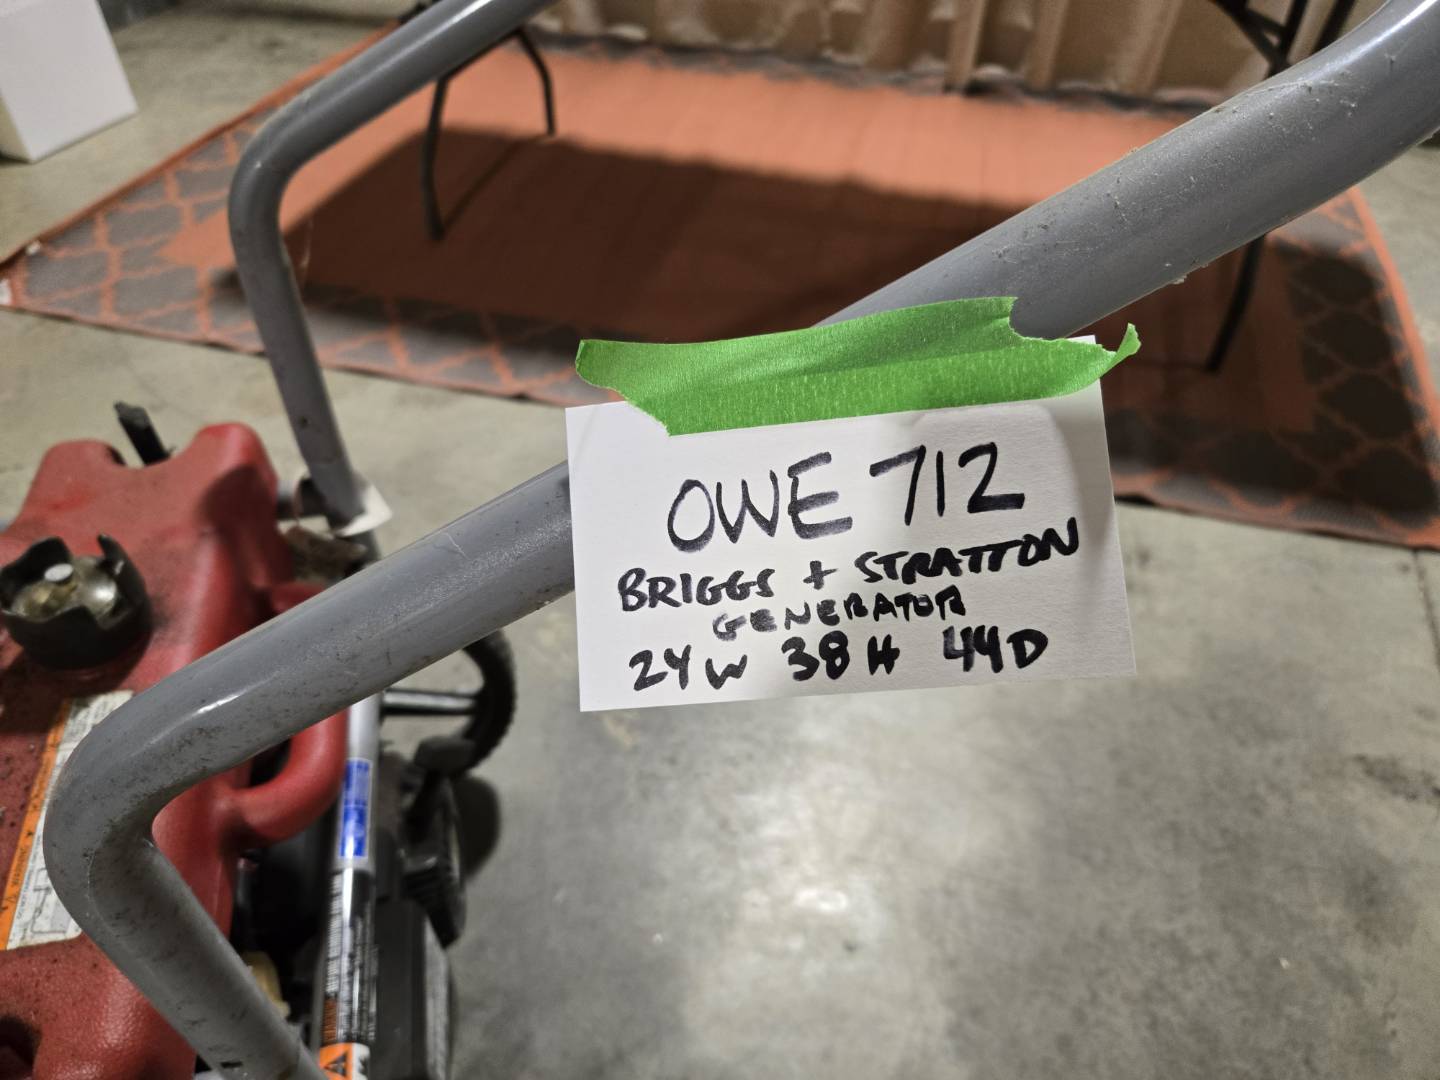 OWE 712
BRIGGS + STRATTON
GENERATOR
24W 38H 44D